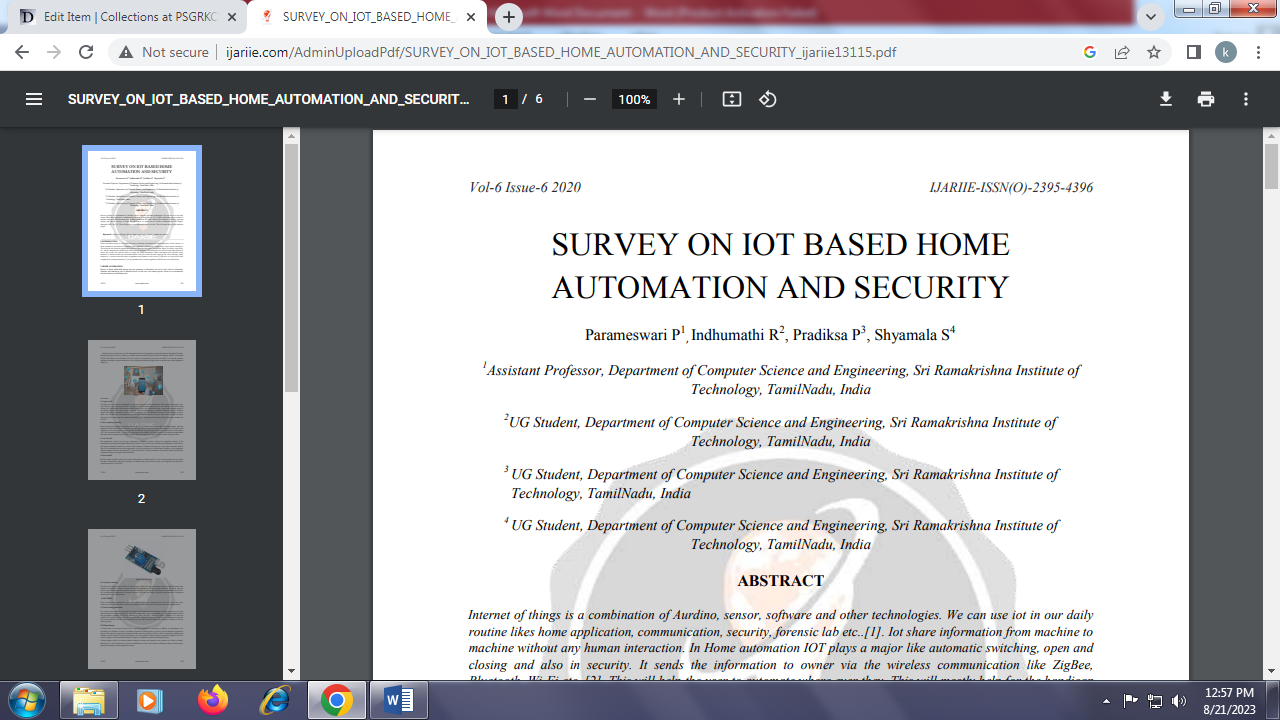 Edit Item | Collections at PSGRKC
SURVEY_ON_IOT_BASED_HOME_
Not secure
ijariie.com/AdminUploadPdf/SURVEY_ON_IOT_BASED_HOME_AUTOMATION_AND_SECURITY_ijariie13115.pdf
k
SURVEY_ON_IOT_BASED_HOME_AUTOMATION_AND_SECURIT...
1 / 6
100%
1
2
Vol-6 Issue-6 2020
IJARIIE-ISSN(O)-2395-4396
SURVEY ON IOT BASED HOME
AUTOMATION AND SECURITY
Parameswari P1, Indhumathi R2, Pradiksa P3, Shyamala S4
1Assistant Professor, Department of Computer Science and Engineering, Sri Ramakrishna Institute of
Technology, TamilNadu, India
2UG Student, Department of Computer Science and Engineering, Sri Ramakrishna Institute of
Technology, TamilNadu, India
3 UG Student, Department of Computer Science and Engineering, Sri Ramakrishna Institute of
Technology, TamilNadu, India
4 UG Student, Department of Computer Science and Engineering, Sri Ramakrishna Institute of
Technology, TamilNadu, India
ABSTRACT
Internet of things is a combination of Aurdino, sensor, software and other technologies. We can use iot in our daily
routine likes home application, communication, security, forensic lab etc..[1]. Iot share information from machine to
machine without any human interaction. In Home automation IOT plays a major like automatic switching, open and
closing and also in security. It sends the information to owner via the wireless communication like ZigBee,
12:57 PM
8/21/2023